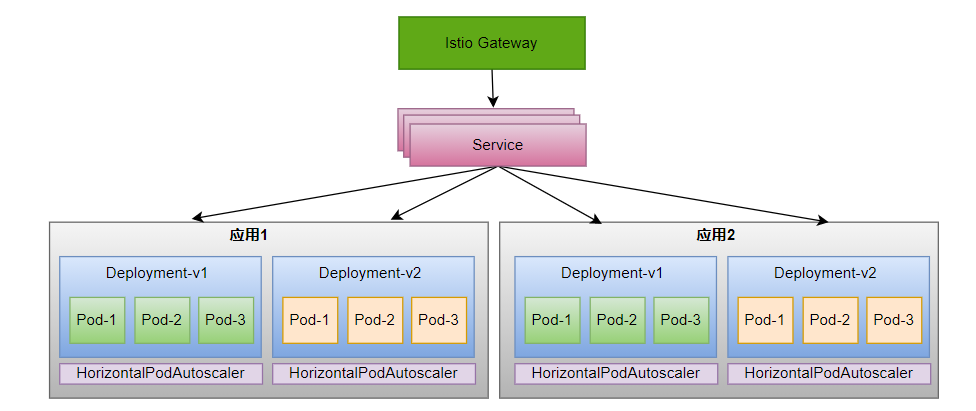 Istio Gateway
Service
应用1
Deployment-v1
Pod-1
Pod-2
Pod-3
HorizontalPodAutoscaler
Deployment-v2
Pod-1
Pod-2
Pod-3
HorizontalPodAutoscaler
应用2
Deployment-v1
Pod-1
Pod-2
Pod-3
HorizontalPodAutoscaler
Deployment-v2
Pod-1
Pod-2
Pod-3
HorizontalPodAutoscaler